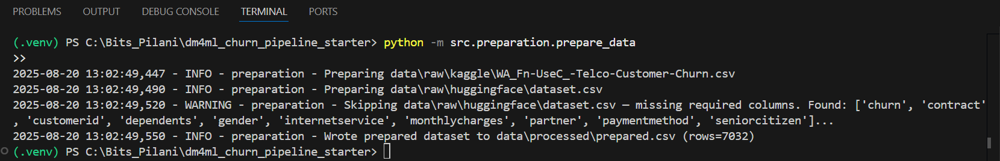 PROBLEMS OUTPUT DEBUG CONSOLE TERMINAL PORTS
(.venv) PS C:\Bits_Pilani\dm4ml_churn_pipeline_starter> python -m src.preparation.prepare_data
>>
2025-08-20 13:02:49,447 - INFO - preparation - Preparing data\raw\kaggle\WA_Fn-UseC_-Telco-Customer-Churn.csv
2025-08-20 13:02:49,490 - INFO - preparation - Preparing data\raw\huggingface\dataset.csv
2025-08-20 13:02:49,520 - WARNING - preparation - Skipping data\raw\huggingface\dataset.csv — missing required columns. Found: ['churn', 'contract'
, 'customerid', 'dependents', 'gender', 'internetservice', 'monthlycharges', 'partner', 'paymentmethod', 'seniorcitizen']...
2025-08-20 13:02:49,550 - INFO - preparation - Wrote prepared dataset to data\processed\prepared.csv (rows=7032)
(.venv) PS C:\Bits_Pilani\dm4ml_churn_pipeline_starter>